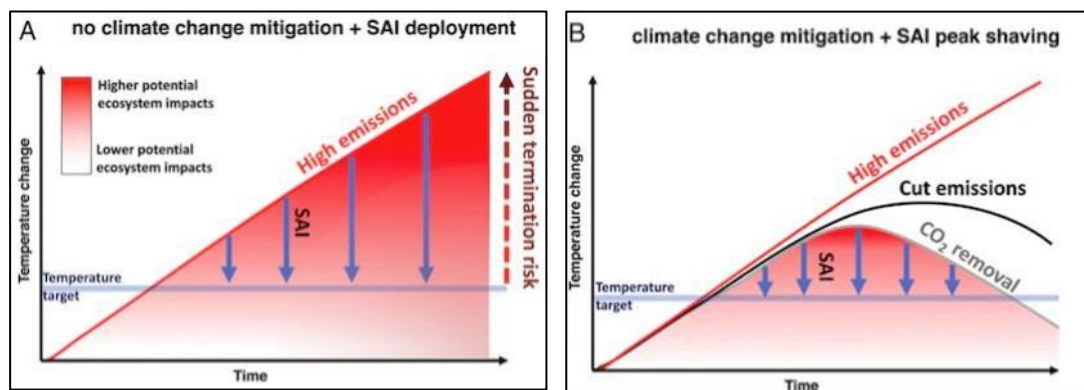 A
no climate change mitigation + SAI deployment
Higher potential
ecosystem impacts
Lower potential
ecosystem impacts
High emissions
SAI
Sudden termination risk
Temperature change
Temperature
target
Time
B
climate change mitigation + SAI peak shaving
High emissions
Cut emissions
CO₂ removal
SAI
Temperature change
Temperature
target
Time